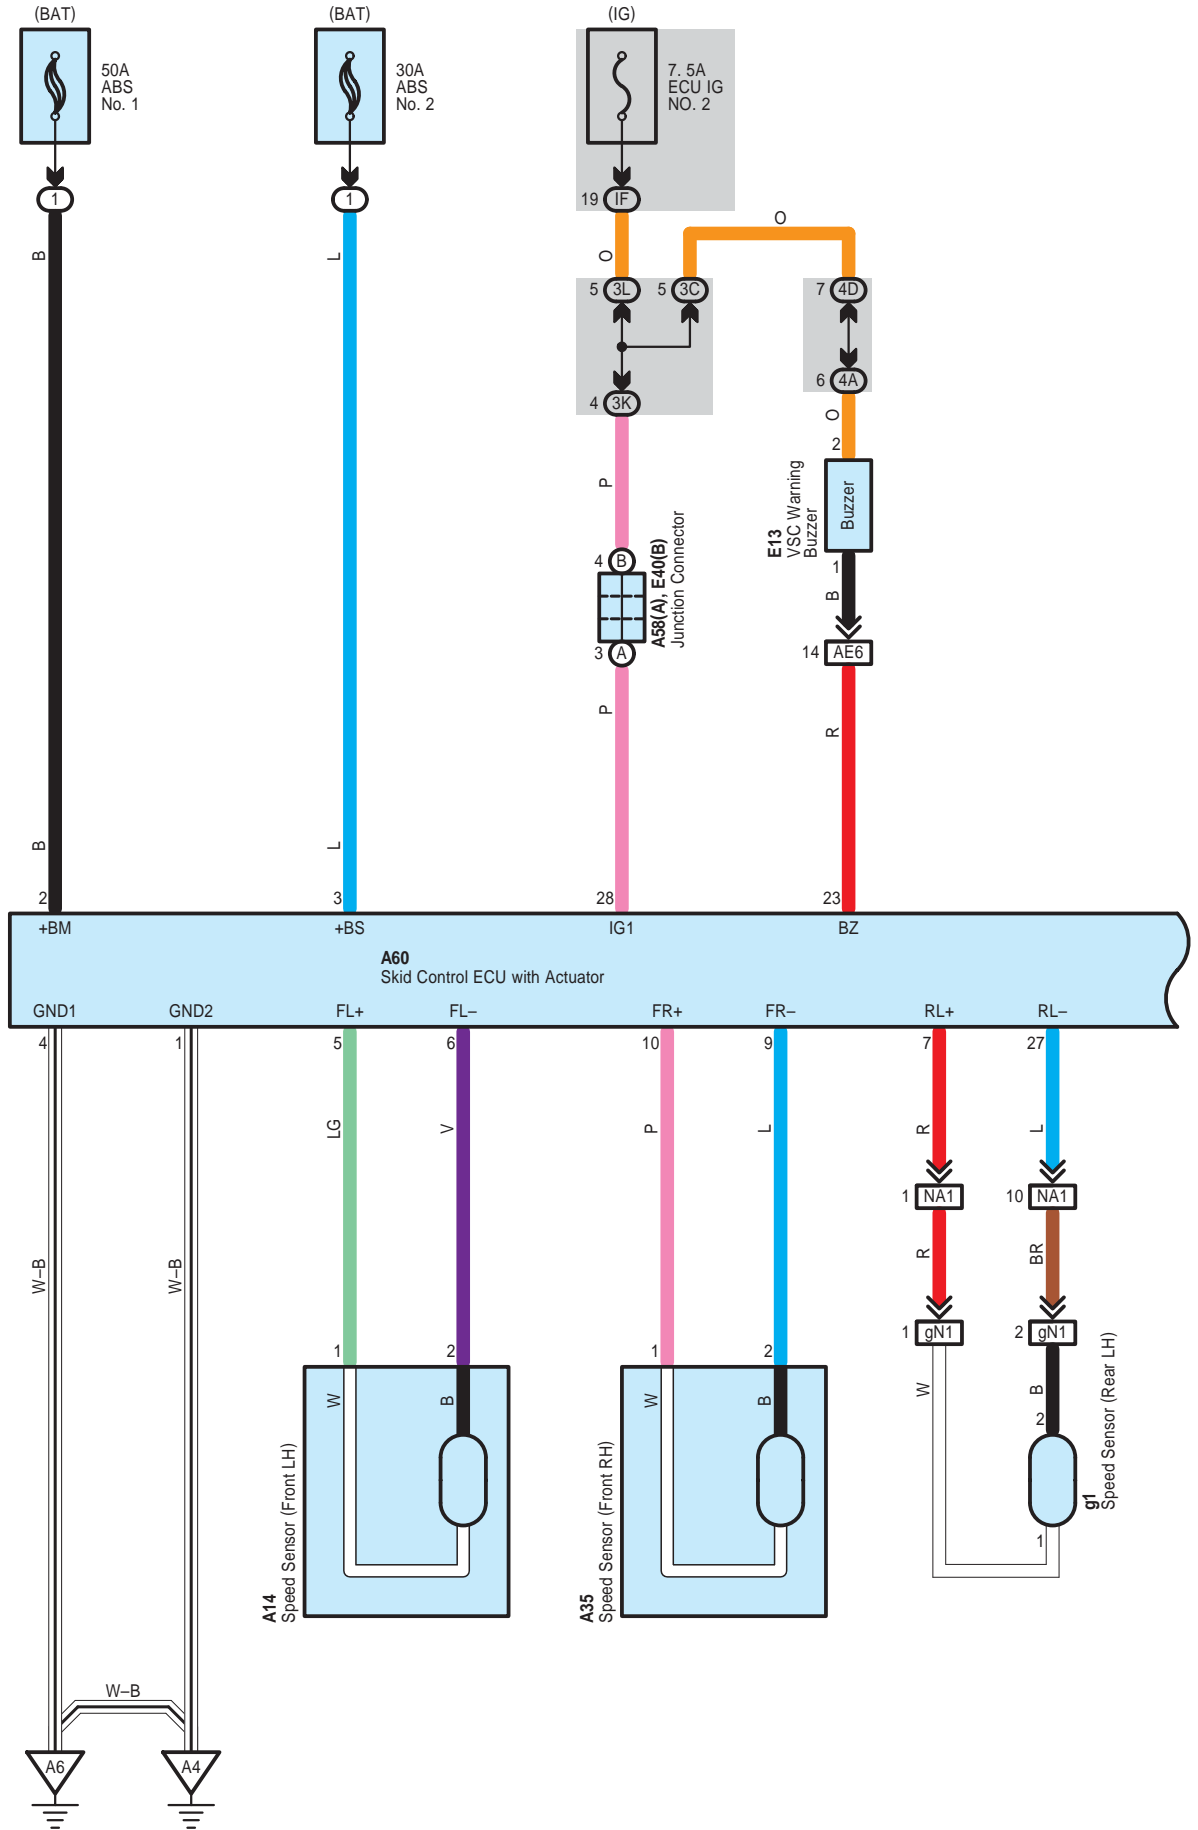 (BAT)
(BAT)
(IG)
50A
ABS
No. 1
30A
ABS
No. 2
7. 5A
ECU IG
NO. 2
1
1
19 IF
O
B
L
O
5 3L
5 3C
7 4D
6 4A
4 3K
O
2
P
E13
VSC Warning
Buzzer
Buzzer
4 B
A58(A), E40(B)
Junction Connector
1
B
3 A
14 AE6
P
R
B
L
2
3
28
23
+BM
+BS
IG1
BZ
A60
Skid Control ECU with Actuator
GND1
GND2
FL+
FL–
FR+
FR–
RL+
RL–
4
1
5
6
10
9
7
27
LG
V
P
L
R
L
1 NA1
10 NA1
W–B
W–B
R
BR
1 gN1
2 gN1
1
2
1
2
W
B
W
B
W
B
2
1
A14
Speed Sensor (Front LH)
A35
Speed Sensor (Front RH)
g1
Speed Sensor (Rear LH)
W–B
A6
A4